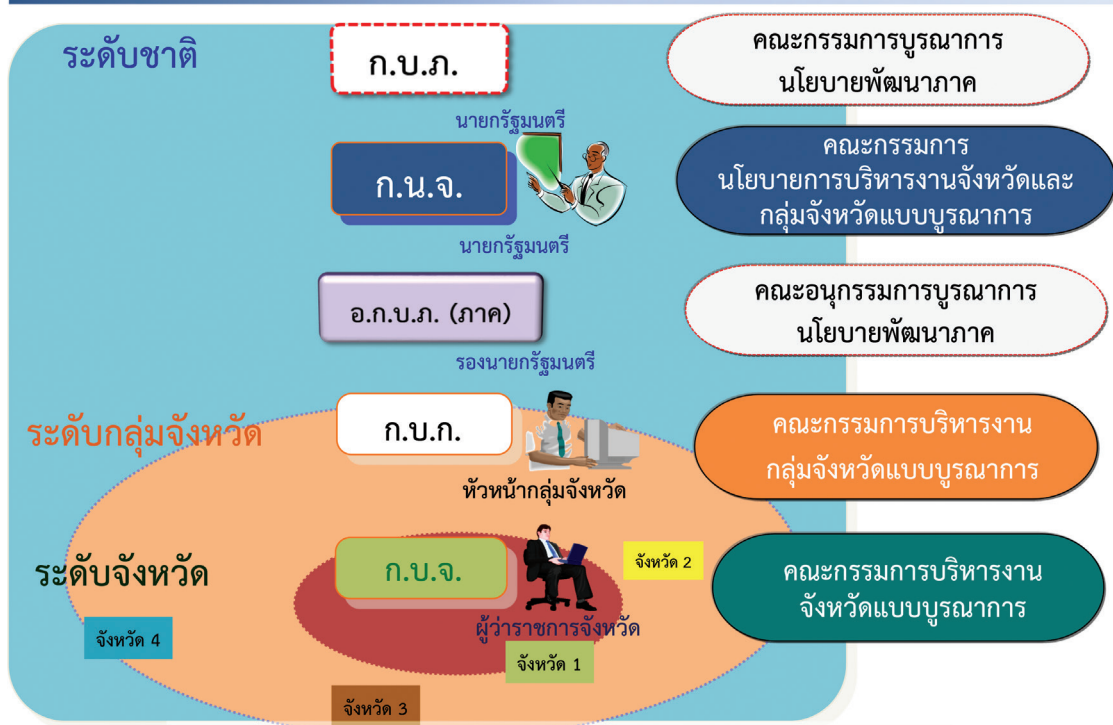 ระดับชาติ
ก.บ.ภ.
คณะกรรมการบูรณาการ
นโยบายพัฒนาภาค
นายกรัฐมนตรี
ก.น.จ.
คณะกรรมการ
นโยบายการบริหารงานจังหวัดและ
กลุ่มจังหวัดแบบบูรณาการ
นายกรัฐมนตรี
อ.ก.บ.ภ. (ภาค)
คณะอนุกรรมการบูรณาการ
นโยบายพัฒนาภาค
รองนายกรัฐมนตรี
ระดับกลุ่มจังหวัด
ก.บ.ก.
คณะกรรมการบริหารงาน
กลุ่มจังหวัดแบบบูรณาการ
หัวหน้ากลุ่มจังหวัด
ระดับจังหวัด
ก.บ.จ.
จังหวัด 2
คณะกรรมการบริหารงาน
จังหวัดแบบบูรณาการ
ผู้ว่าราชการจังหวัด
จังหวัด 4
จังหวัด 1
จังหวัด 3